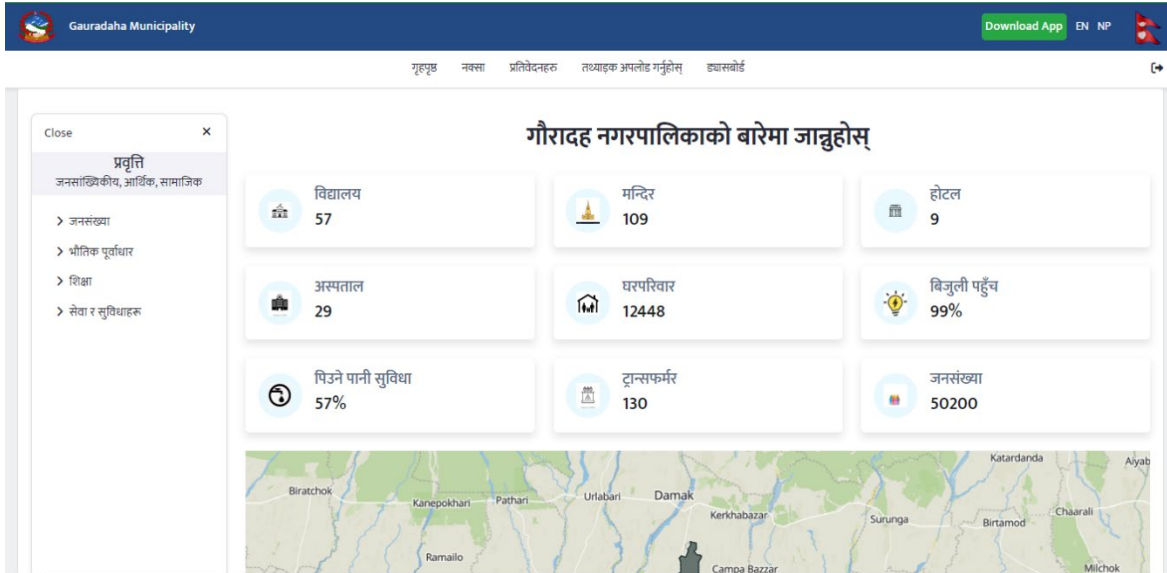 Gauradaha Municipality
Download App EN NP
गृहपृष्ठ नक्सा प्रतिवेदनहरु तथ्याङ्क अपलोड गर्नुहोस् ड्यासबोर्ड
Close ×
प्रवृत्ति
जनसांख्यिकीय, आर्थिक, सामाजिक
जनसंख्या
भौतिक पूर्वाधार
शिक्षा
सेवा र सुविधाहरू
गौरादह नगरपालिकाको बारेमा जान्नुहोस्
विद्यालय
57
मन्दिर
109
होटल
9
अस्पताल
29
घरपरिवार
12448
बिजुली पहुँच
99%
पिउने पानी सुविधा
57%
ट्रान्सफर्मर
130
जनसंख्या
50200
Katardanda
Aiyab
Biratchok
Kanepokhari
Pathari
Urlabari
Damak
Kerkhabazar
Surunga
Birtamod
Chaarali
Ramailo
Campa Bazzar
Milchok